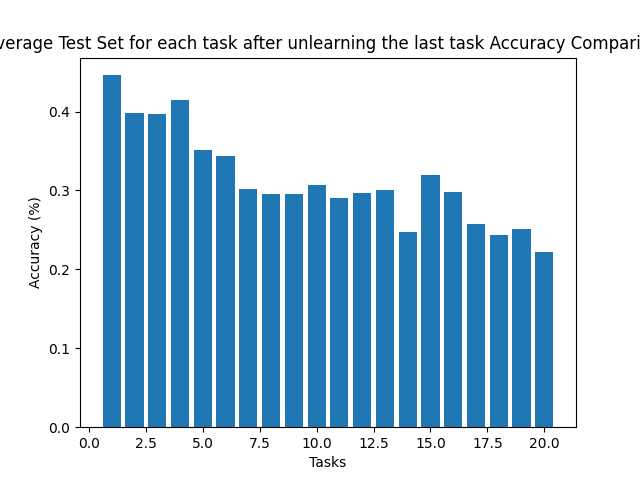 verage Test Set for each task after unlearning the last task Accuracy Compari
0.4
0.3
0.2
0.1
0.0
Accuracy (%)
0.0 2.5 5.0 7.5 10.0 12.5 15.0 17.5 20.0
Tasks